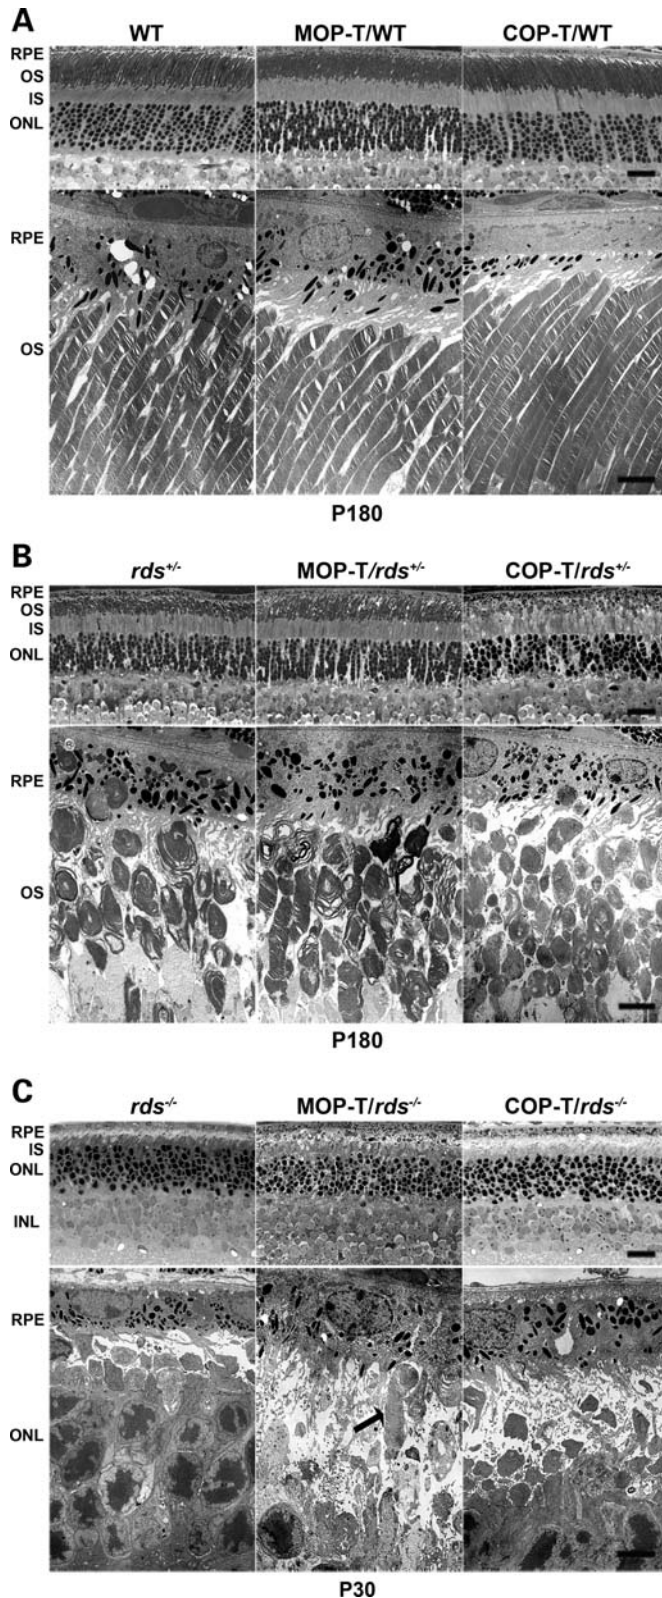 A
WT MOP-T/WT COP-T/WT
RPE
OS
IS
ONL
RPE
OS
P180
B
rds+/- MOP-T/rds+/- COP-T/rds+/-
RPE
OS
IS
ONL
RPE
OS
P180
C
rds-/- MOP-T/rds-/- COP-T/rds-/-
RPE
IS
ONL
INL
RPE
ONL
P30